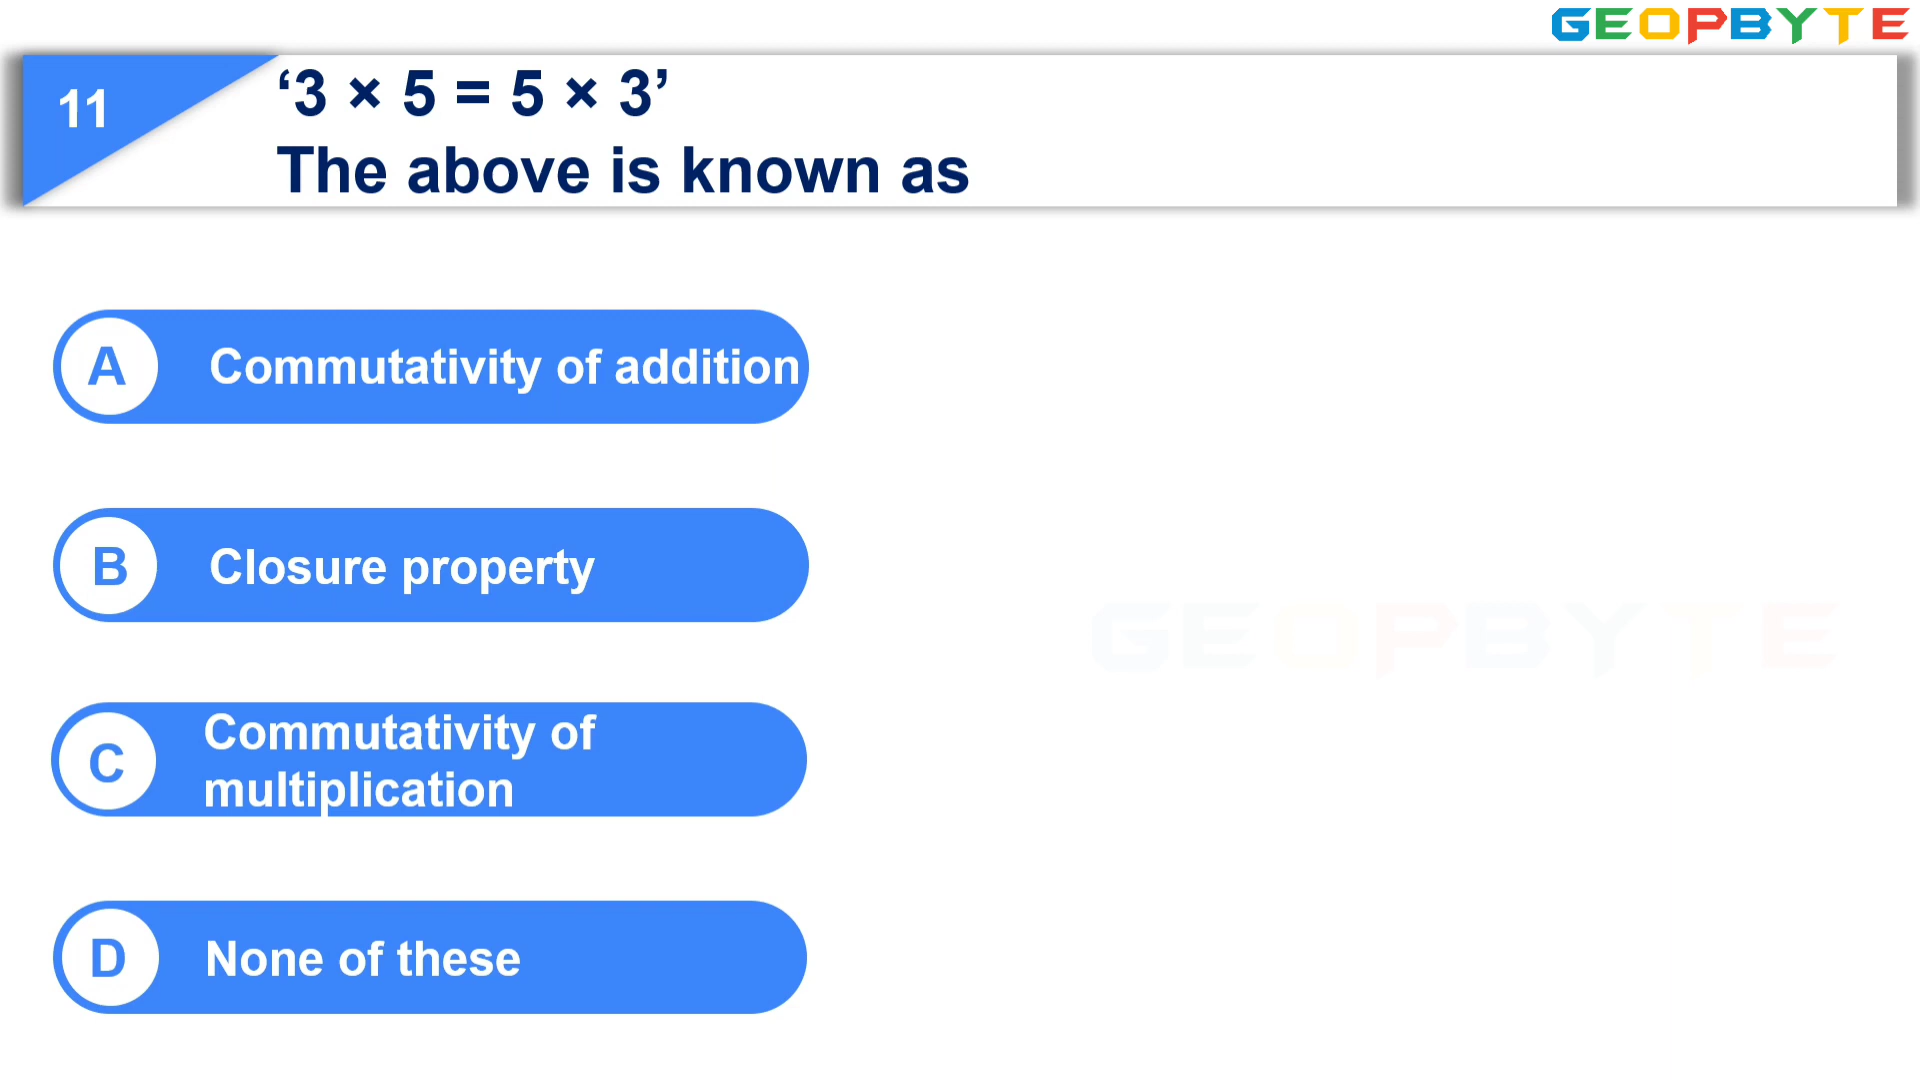 GEOPBYTE
11
‘3 × 5 = 5 × 3’
The above is known as
A Commutativity of addition
B Closure property
C Commutativity of
multiplication
D None of these
GEOPBYTE